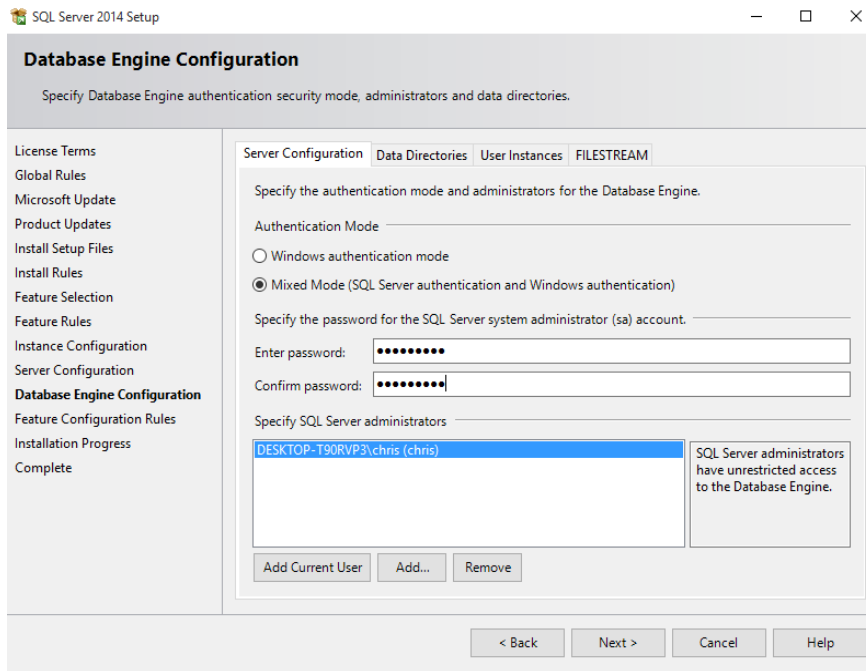 SQL Server 2014 Setup
Database Engine Configuration
Specify Database Engine authentication security mode, administrators and data directories.
License Terms
Global Rules
Microsoft Update
Product Updates
Install Setup Files
Install Rules
Feature Selection
Feature Rules
Instance Configuration
Server Configuration
Database Engine Configuration
Feature Configuration Rules
Installation Progress
Complete
Server Configuration Data Directories User Instances FILESTREAM
Specify the authentication mode and administrators for the Database Engine.
Authentication Mode
Windows authentication mode
Mixed Mode (SQL Server authentication and Windows authentication)
Specify the password for the SQL Server system administrator (sa) account.
Enter password: •••••••••
Confirm password: •••••••••
Specify SQL Server administrators
DESKTOP-T90RVP3\chris (chris)
SQL Server administrators
have unrestricted access
to the Database Engine.
Add Current User Add... Remove
< Back Next > Cancel Help